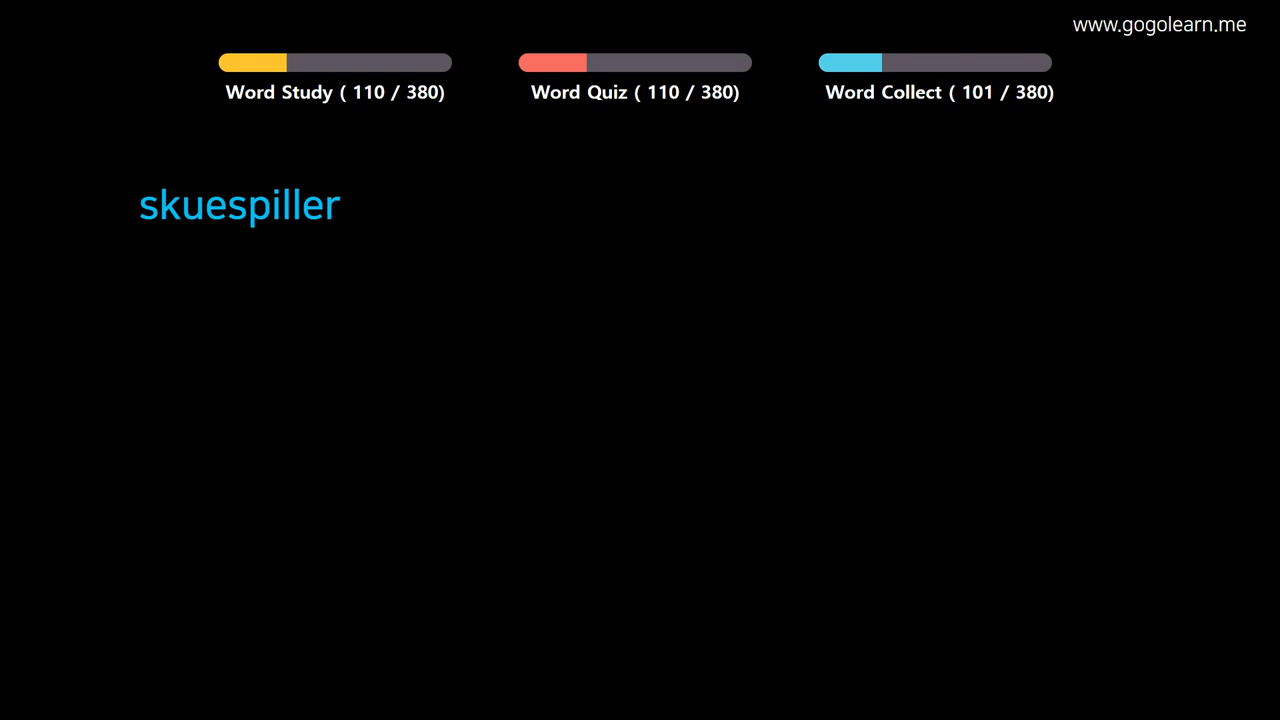 www.gogolearn.me
Word Study ( 110 / 380)
Word Quiz ( 110 / 380)
Word Collect ( 101 / 380)
skuespiller